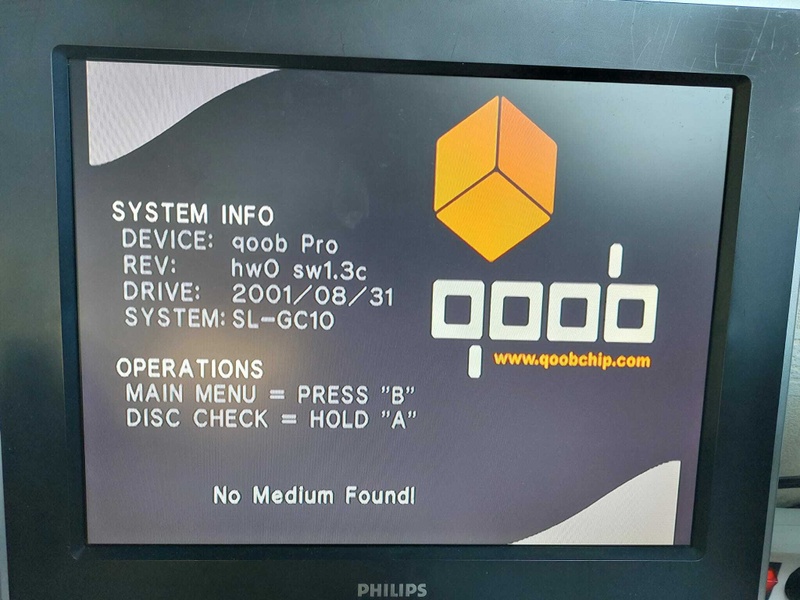 SYSTEM INFO
DEVICE: qoob Pro
REV: hw0 sw1.3c
DRIVE: 2001/08/31
SYSTEM: SL-GC10
qoob
www.qoobchip.com
OPERATIONS
MAIN MENU = PRESS "B"
DISC CHECK = HOLD "A"
No Medium Found!
PHILIPS